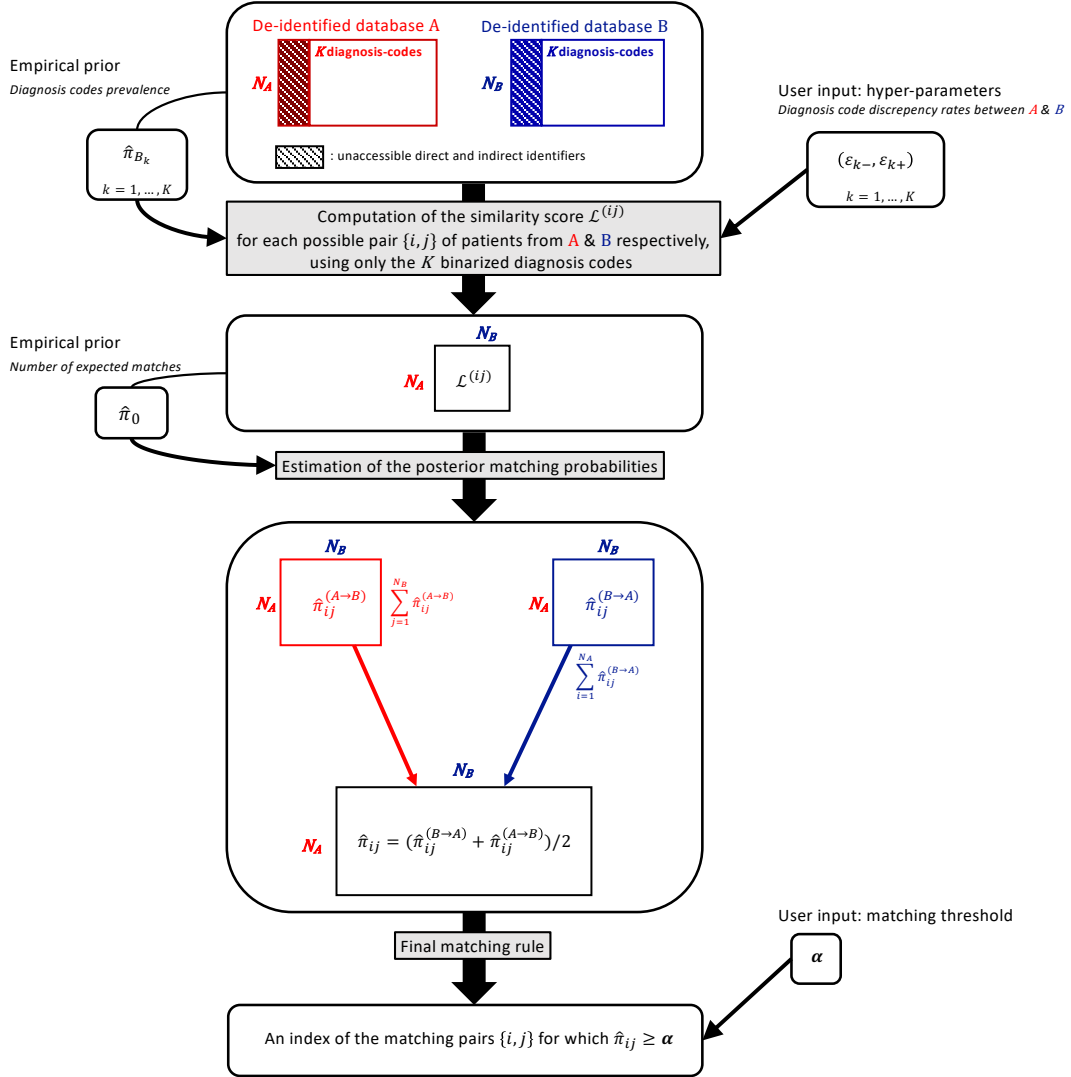 De-identified database A
De-identified database B
K diagnosis-codes
K diagnosis-codes
N_A
N_B
: unaccessible direct and indirect identifiers
Empirical prior
Diagnosis codes prevalence
π̂_{B_k}
k = 1, … , K
User input: hyper-parameters
Diagnosis code discrepency rates between A & B
(ε_{k−}, ε_{k+})
k = 1, … , K
Computation of the similarity score ℒ^{(ij)}
for each possible pair {i, j} of patients from A & B respectively,
using only the K binarized diagnosis codes
Empirical prior
Number of expected matches
π̂_0
N_B
N_A
ℒ^{(ij)}
Estimation of the posterior matching probabilities
N_B
N_B
N_A
π̂_{ij}^{(A→B)}
∑_{j=1}^{N_B} π̂_{ij}^{(A→B)}
N_A
π̂_{ij}^{(B→A)}
∑_{i=1}^{N_A} π̂_{ij}^{(B→A)}
N_B
N_A
π̂_{ij} = (π̂_{ij}^{(B→A)} + π̂_{ij}^{(A→B)})/2
Final matching rule
User input: matching threshold
α
An index of the matching pairs {i, j} for which π̂_{ij} ≥ α